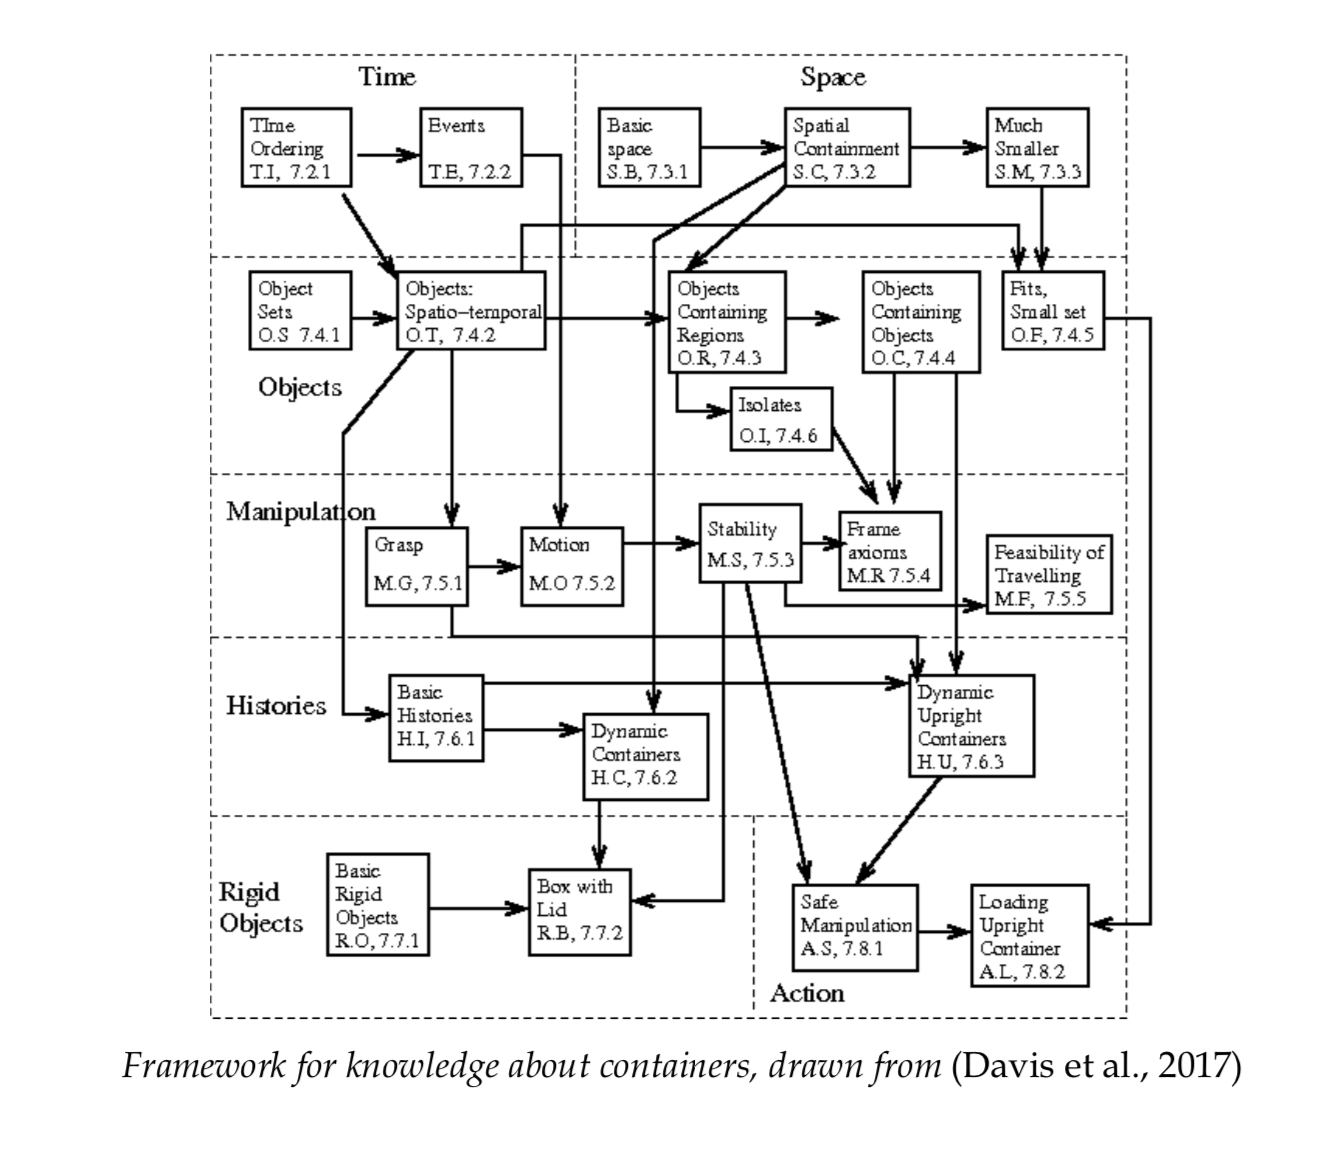 Time
Space
TIme
Ordering
T.I, 7.2.1
Events
T.E, 7.2.2
Basic
space
S.B, 7.3.1
Spatial
Containment
S.C, 7.3.2
Much
Smaller
S.M, 7.3.3
Object
Sets
O.S 7.4.1
Objects:
Spatio-temporal
O.T, 7.4.2
Objects
Containing
Regions
O.R, 7.4.3
Objects
Containing
Objects
O.C, 7.4.4
Fits,
Small set
O.F, 7.4.5
Objects
Isolates
O.I, 7.4.6
Manipulation
Grasp
M.G, 7.5.1
Motion
M.O 7.5.2
Stability
M.S, 7.5.3
Frame
axioms
M.R 7.5.4
Feasibility of
Travelling
M.F, 7.5.5
Histories
Basic
Histories
H.I, 7.6.1
Dynamic
Containers
H.C, 7.6.2
Dynamic
Upright
Containers
H.U, 7.6.3
Rigid
Objects
Basic
Rigid
Objects
R.O, 7.7.1
Box with
Lid
R.B, 7.7.2
Safe
Manipulation
A.S, 7.8.1
Loading
Upright
Container
A.L, 7.8.2
Action
Framework for knowledge about containers, drawn from (Davis et al., 2017)